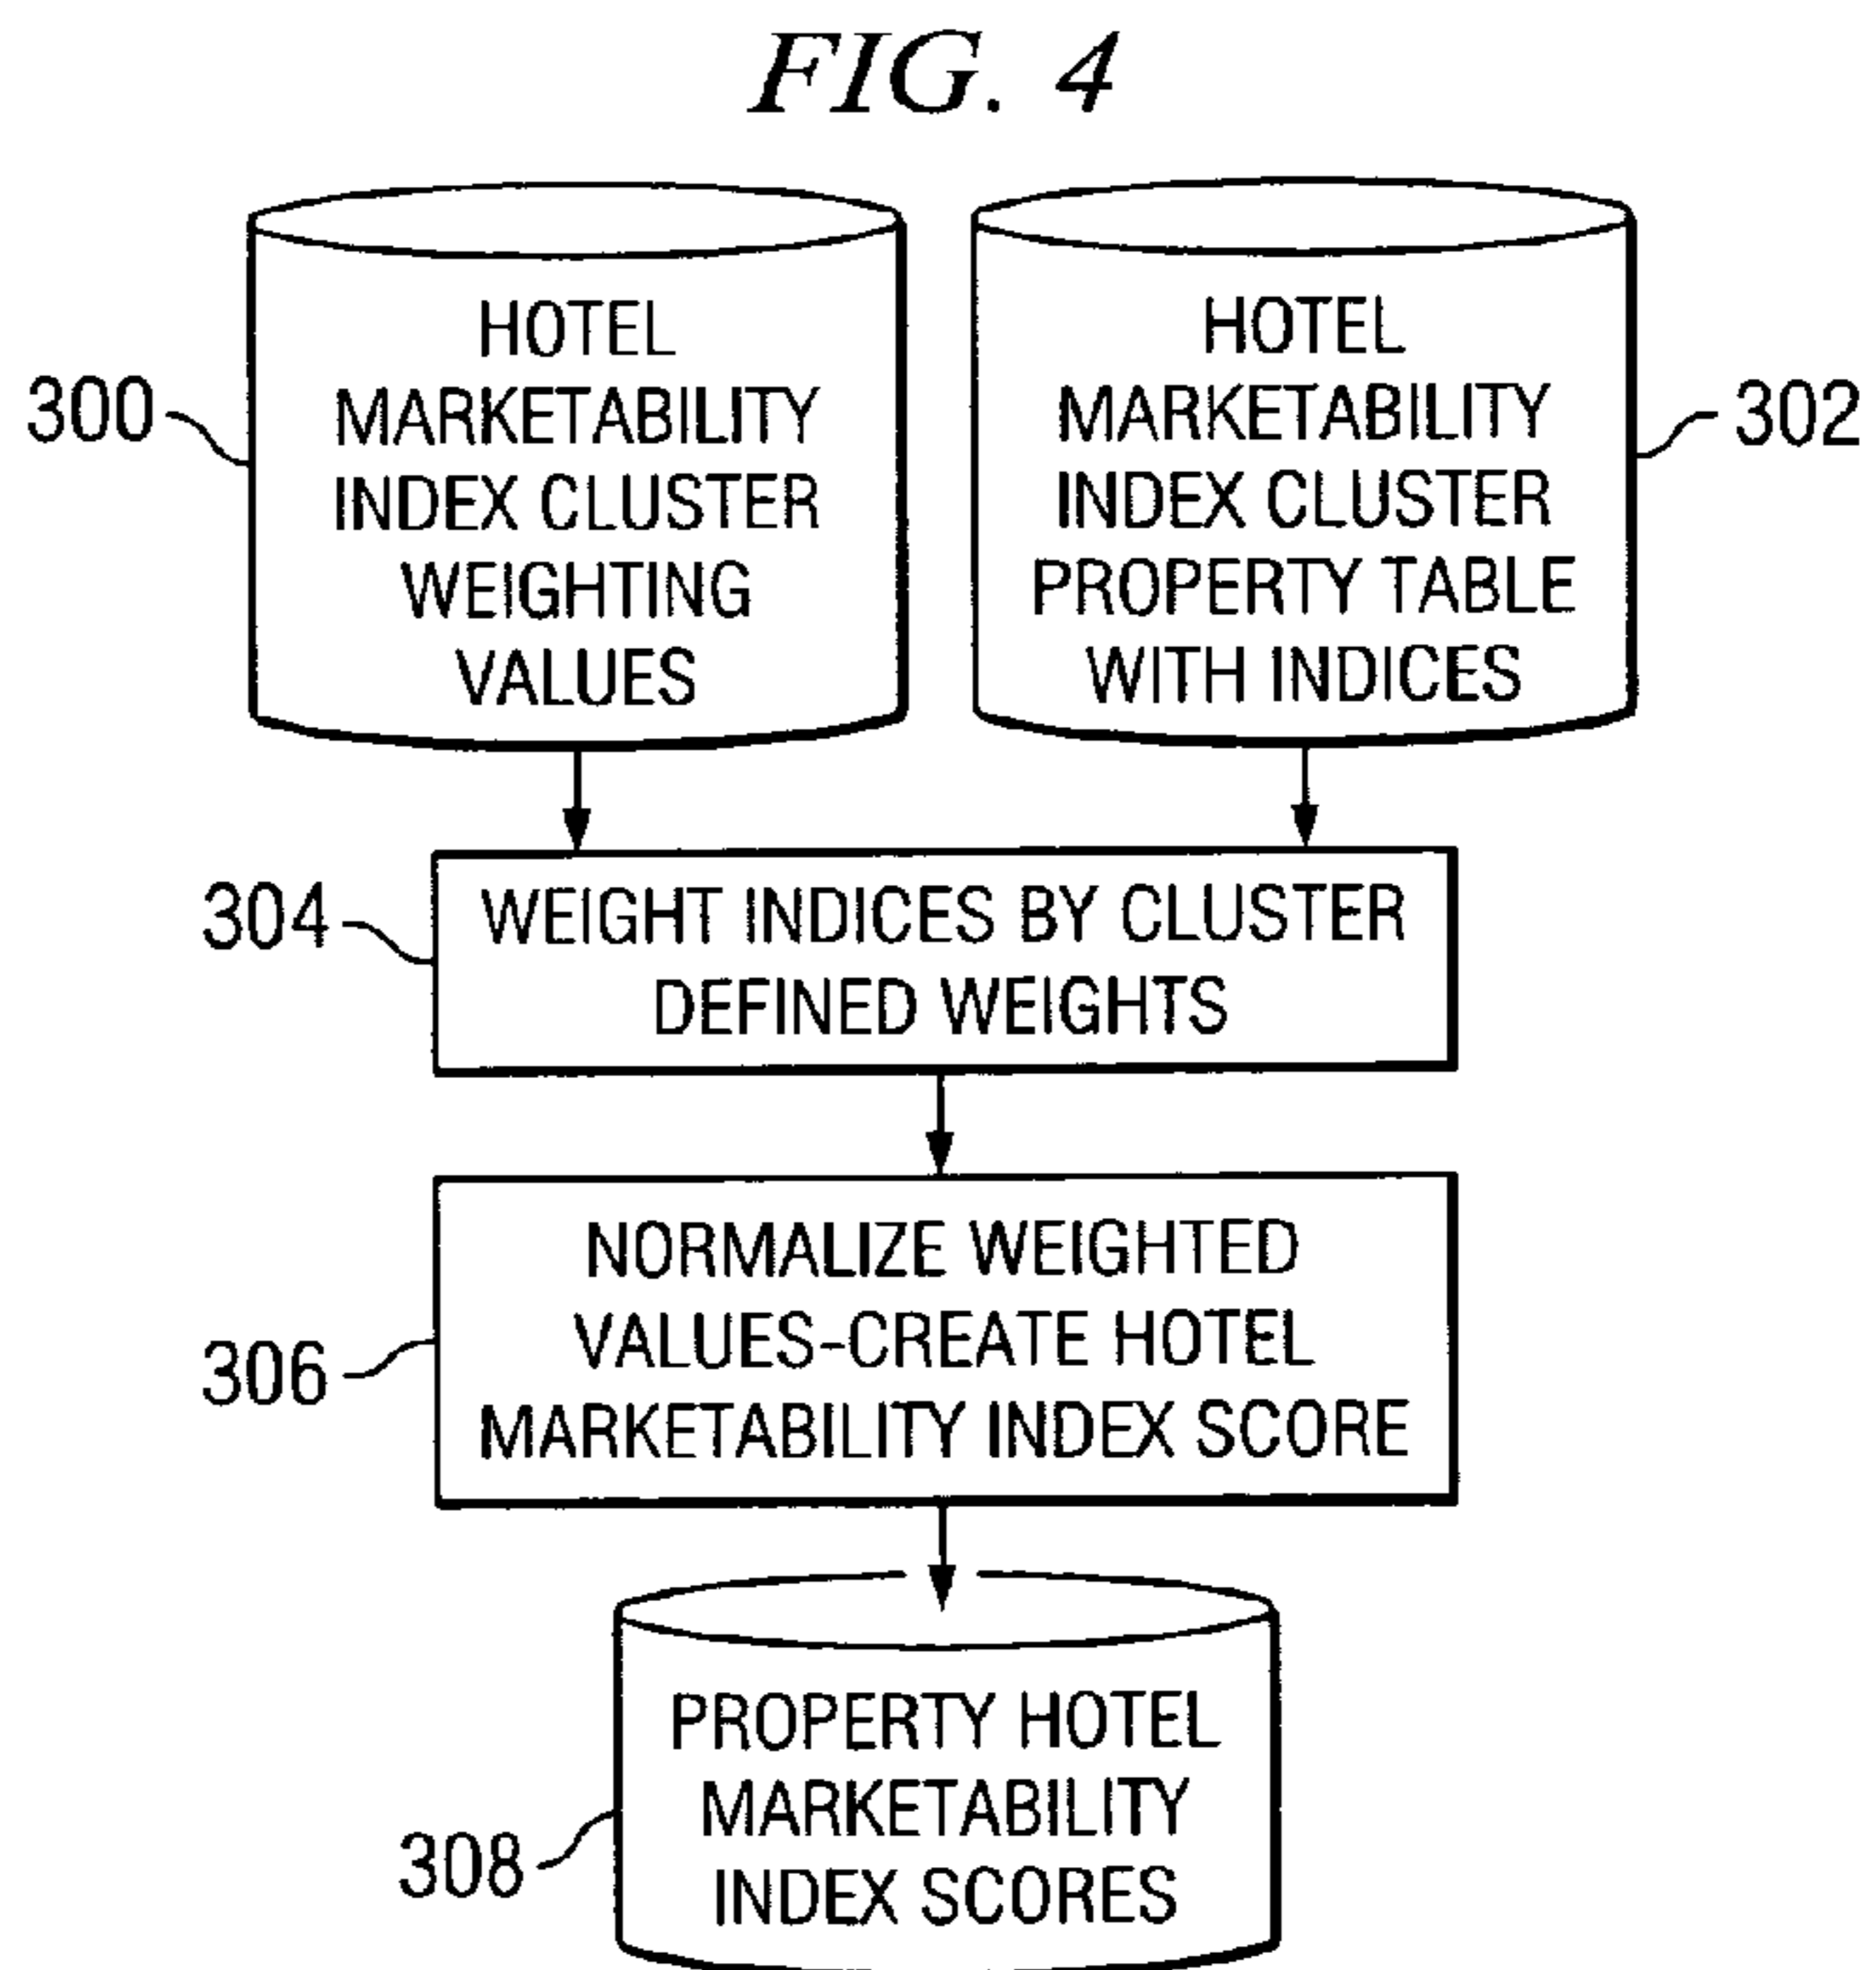 FIG. 4
HOTEL
MARKETABILITY
INDEX CLUSTER
WEIGHTING
VALUES
300
HOTEL
MARKETABILITY
INDEX CLUSTER
PROPERTY TABLE
WITH INDICES
302
304
WEIGHT INDICES BY CLUSTER
DEFINED WEIGHTS
306
NORMALIZE WEIGHTED
VALUES-CREATE HOTEL
MARKETABILITY INDEX SCORE
308
PROPERTY HOTEL
MARKETABILITY
INDEX SCORES